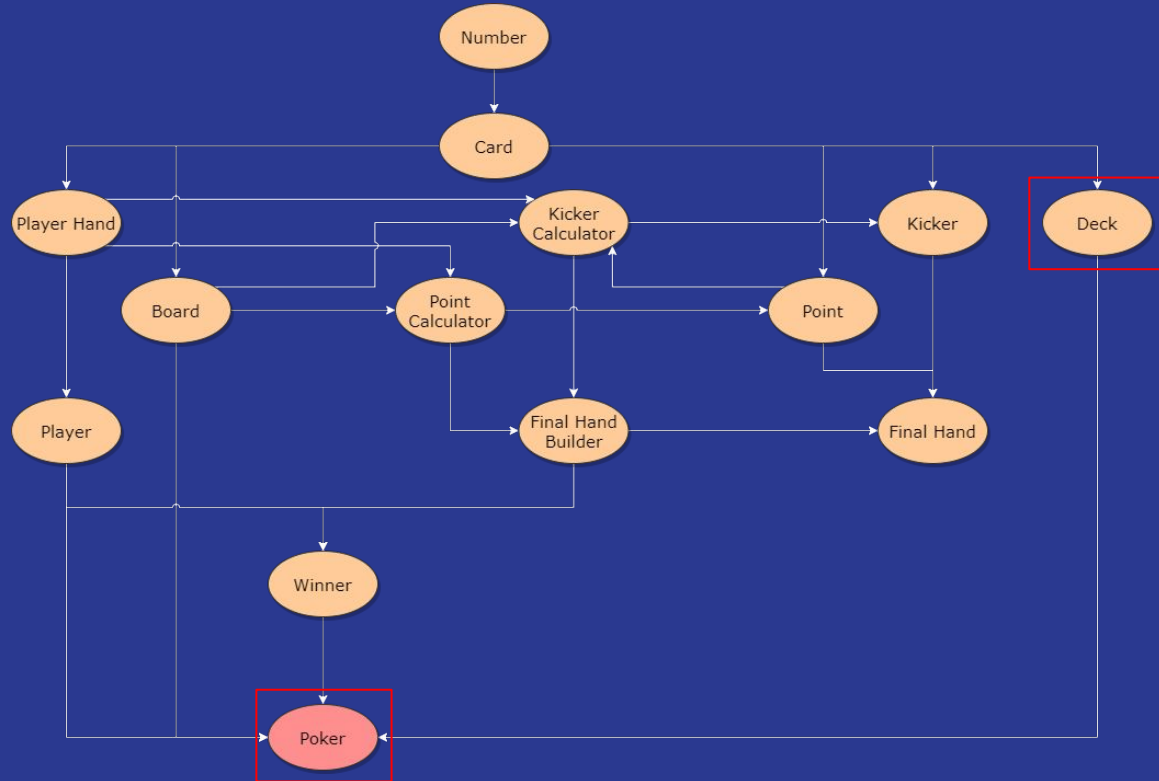 Number
Card
Player Hand
Kicker
Calculator
Kicker
Deck
Board
Point
Calculator
Point
Player
Final Hand
Builder
Final Hand
Winner
Poker